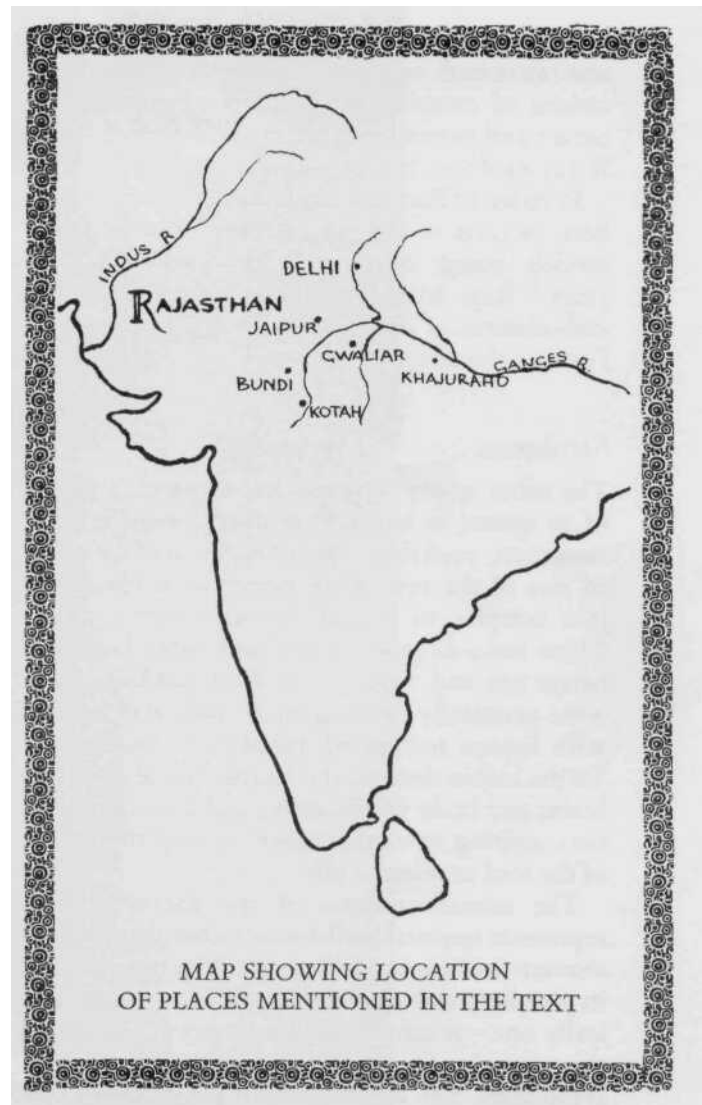 INDUS R.
DELHI
RAJASTHAN
JAIPUR
GWALIAR
GANGES R.
BUNDI
KHAJURAHO
KOTAH
MAP SHOWING LOCATION
OF PLACES MENTIONED IN THE TEXT